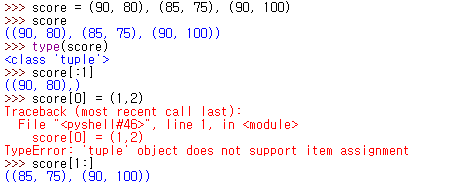 >>> score = (90, 80), (85, 75), (90, 100)
>>> score
((90, 80), (85, 75), (90, 100))
>>> type(score)
<class 'tuple'>
>>> score[:1]
((90, 80),)
>>> score[0] = (1,2)
Traceback (most recent call last):
  File "<pyshell#46>", line 1, in <module>
    score[0] = (1,2)
TypeError: 'tuple' object does not support item assignment
>>> score[1:]
((85, 75), (90, 100))